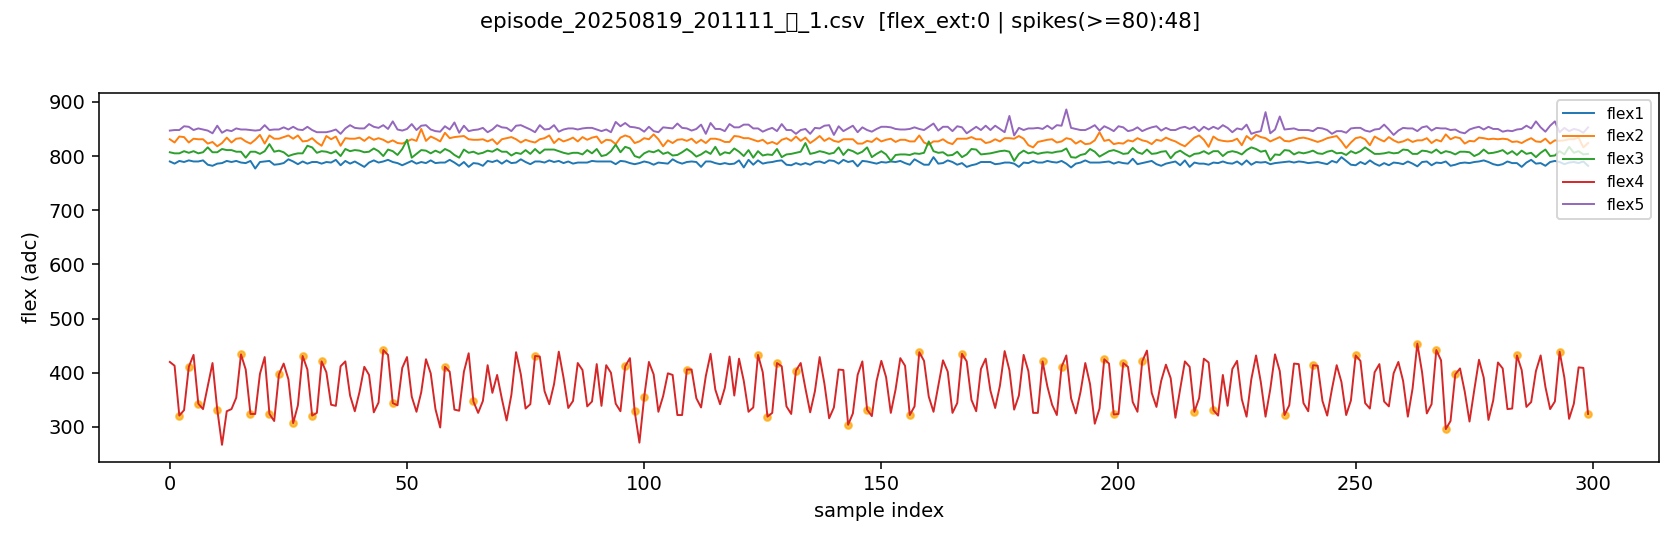 episode_20250819_201111_▯_1.csv [flex_ext:0 | spikes(>=80):48]
900
800
700
600
500
400
300
flex (adc)
0
50
100
150
200
250
300
sample index
flex1
flex2
flex3
flex4
flex5